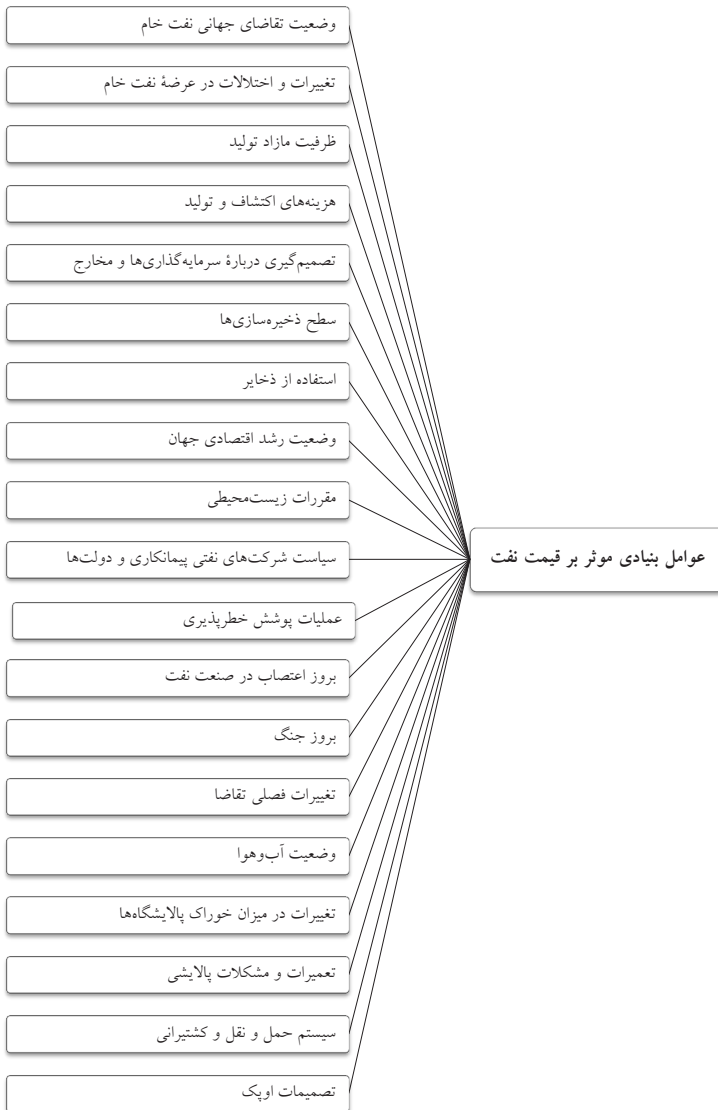 عوامل بنیادی موثر بر قیمت نفت
وضعیت تقاضای جهانی نفت خام
تغییرات و اختلالات در عرضهٔ نفت خام
ظرفیت مازاد تولید
هزینه‌های اکتشاف و تولید
تصمیم‌گیری دربارهٔ سرمایه‌گذاری‌ها و مخارج
سطح ذخیره‌سازی‌ها
استفاده از ذخایر
وضعیت رشد اقتصادی جهان
مقررات زیست‌محیطی
سیاست شرکت‌های نفتی پیمانکاری و دولت‌ها
عملیات پوشش خطرپذیری
بروز اعتصاب در صنعت نفت
بروز جنگ
تغییرات فصلی تقاضا
وضعیت آب‌وهوا
تغییرات در میزان خوراک پالایشگاه‌ها
تعمیرات و مشکلات پالایشی
سیستم حمل و نقل و کشتیرانی
تصمیمات اوپک